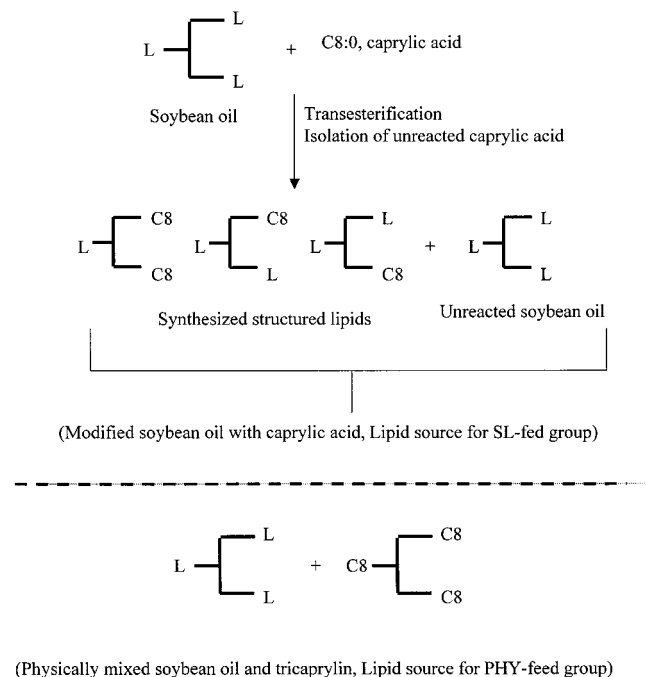 L
L
+
C8:0, caprylic acid
L
Soybean oil
Transesterification
Isolation of unreacted caprylic acid
C8
C8
L
L
L
L
L
+
L
C8
L
C8
L
Synthesized structured lipids
Unreacted soybean oil
(Modified soybean oil with caprylic acid, Lipid source for SL-fed group)
L
C8
L
+
C8
L
C8
(Physically mixed soybean oil and tricaprylin, Lipid source for PHY-feed group)